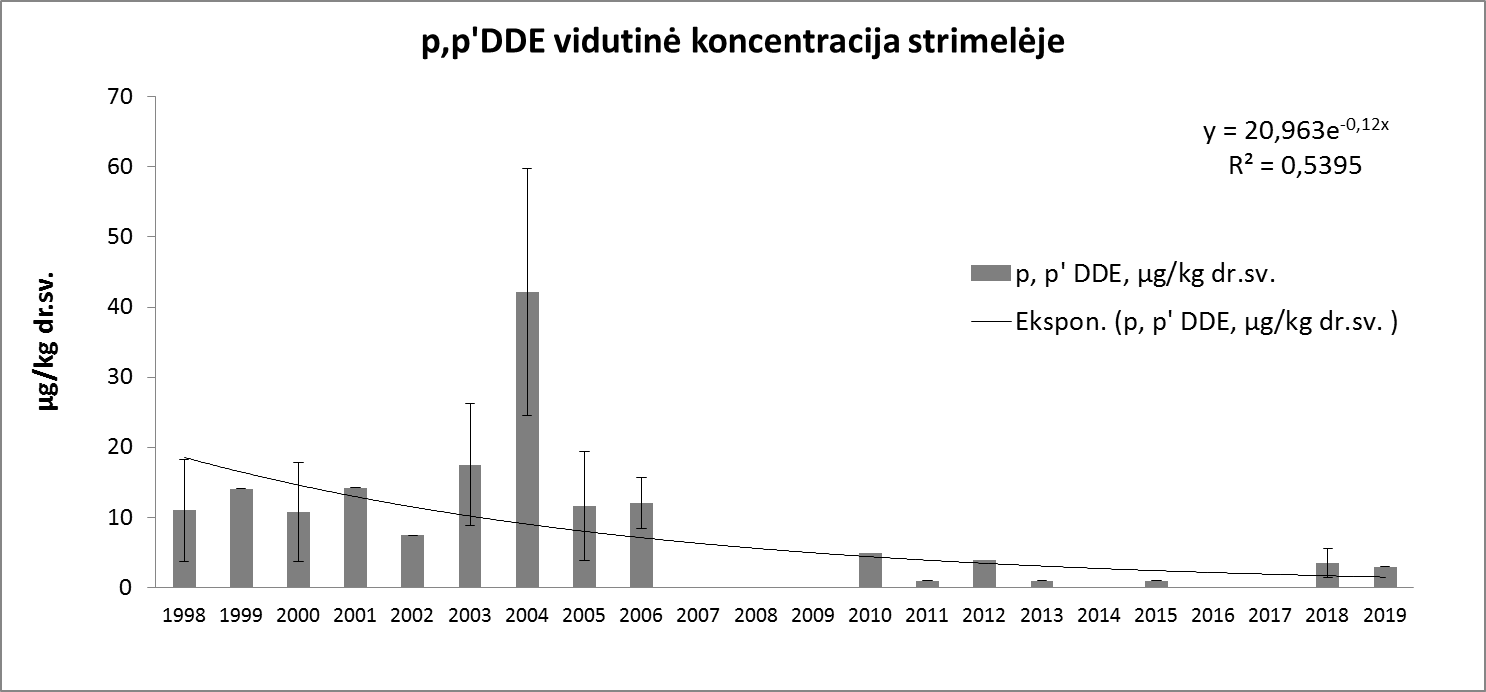 p,p'DDE vidutinė koncentracija strimelėje
y = 20,963e^-0,12x
R² = 0,5395
µg/kg dr.sv.
70
60
50
40
30
20
10
0
p, p' DDE, µg/kg dr.sv.
Ekspon. (p, p' DDE, µg/kg dr.sv. )
1998 1999 2000 2001 2002 2003 2004 2005 2006 2007 2008 2009 2010 2011 2012 2013 2014 2015 2016 2017 2018 2019